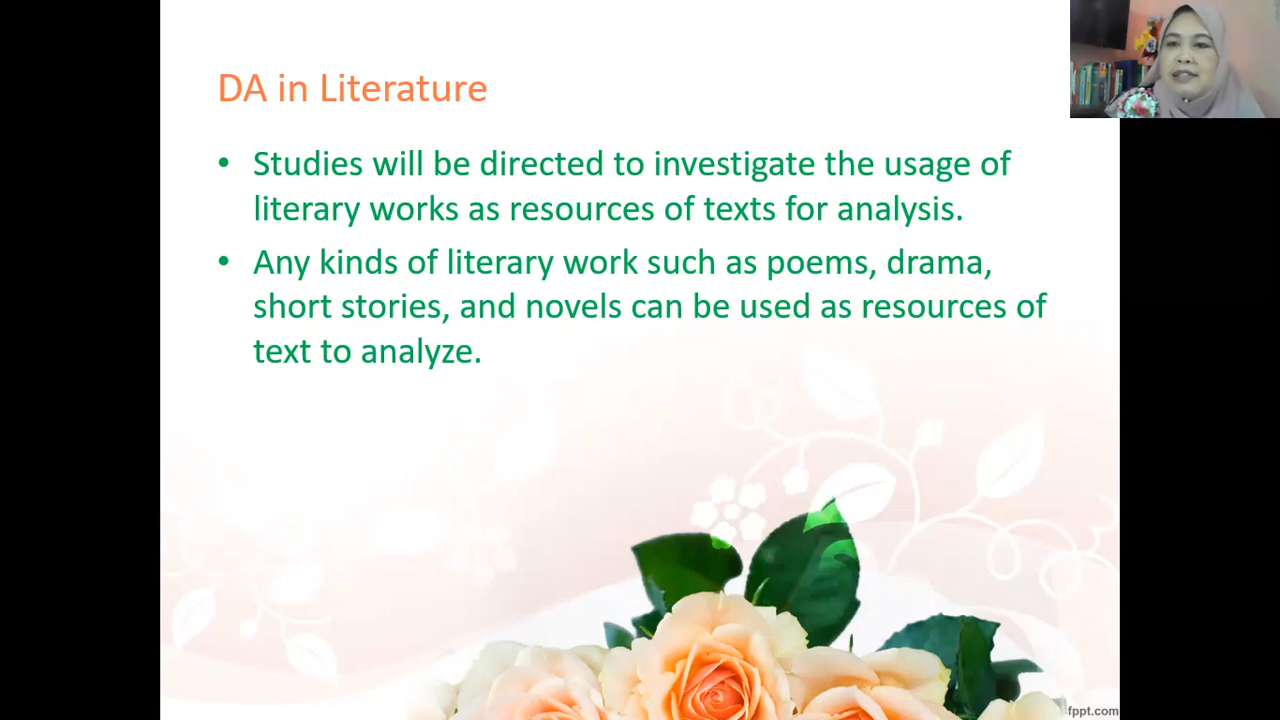 DA in Literature
• Studies will be directed to investigate the usage of
literary works as resources of texts for analysis.
• Any kinds of literary work such as poems, drama,
short stories, and novels can be used as resources of
text to analyze.
fppt.com